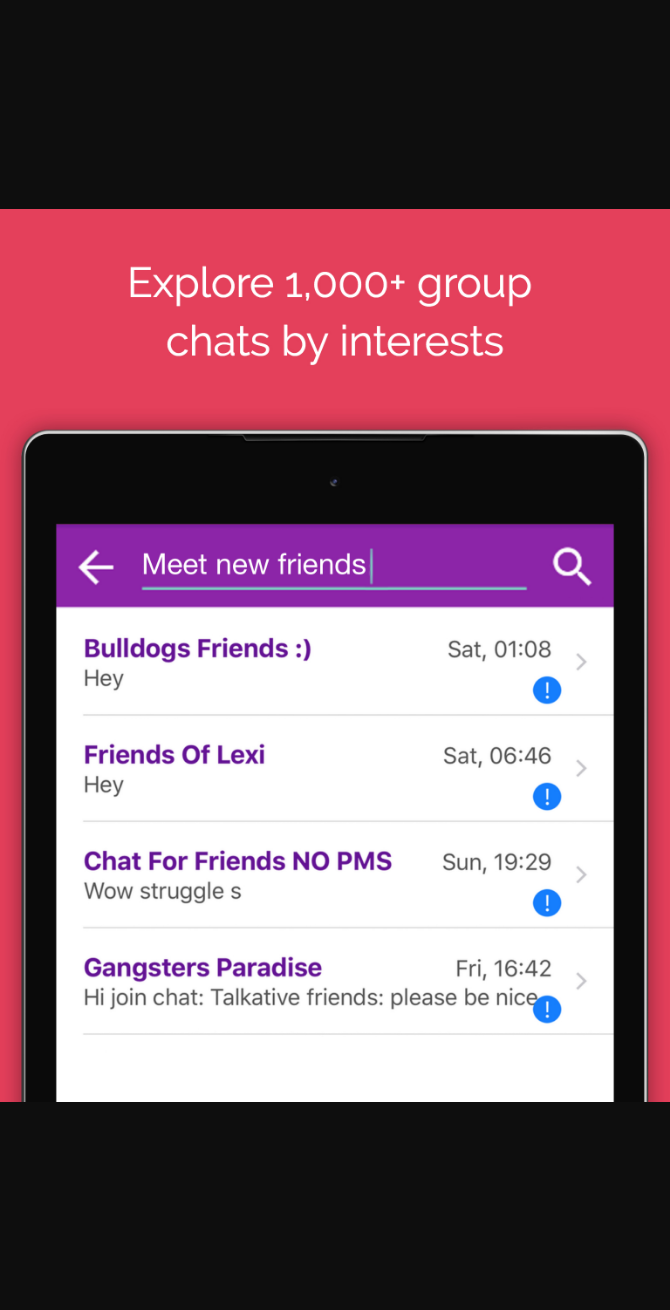 Explore 1,000+ group
chats by interests
Meet new friends
Bulldogs Friends :) Sat, 01:08
Hey
!
Friends Of Lexi Sat, 06:46
Hey
!
Chat For Friends NO PMS Sun, 19:29
Wow struggle s
!
Gangsters Paradise Fri, 16:42
Hi join chat: Talkative friends: please be nice
!